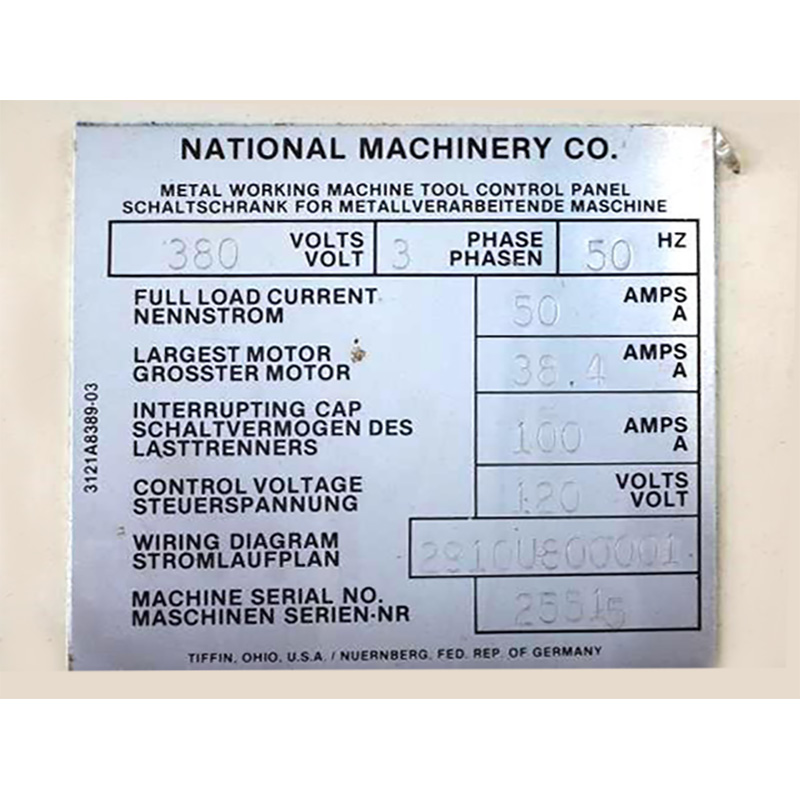 NATIONAL MACHINERY CO.
METAL WORKING MACHINE TOOL CONTROL PANEL
SCHALTSCHRANK FOR METALLVERARBEITENDE MASCHINE
380 VOLTS VOLT 3 PHASE PHASEN 50 HZ
FULL LOAD CURRENT
NENNSTROM
50 AMPS A
LARGEST MOTOR
GROSSTER MOTOR
38.4 AMPS A
INTERRUPTING CAP
SCHALTVERMOGEN DES
LASTTRENNERS
100 AMPS A
CONTROL VOLTAGE
STEUERSPANNUNG
120 VOLTS VOLT
WIRING DIAGRAM
STROMLAUFPLAN
MACHINE SERIAL NO.
MASCHINEN SERIEN-NR
TIFFIN, OHIO, U.S.A. / NUERNBERG, FED. REP. OF GERMANY
3121A8389-03